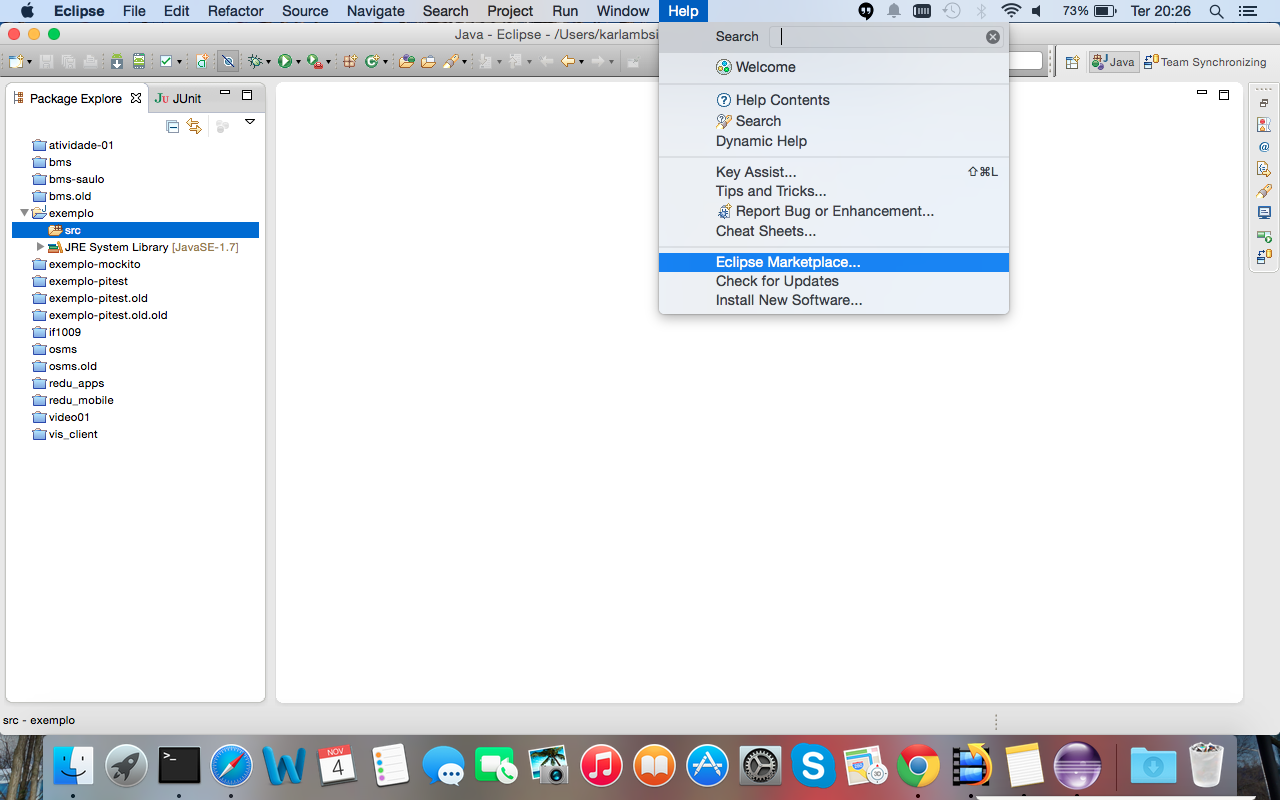 Eclipse File Edit Refactor Source Navigate Search Project Run Window Help 73% Ter 20:26
Java - Eclipse - /Users/karlambsi
Search
Java Team Synchronizing
Package Explore JUnit
Welcome
Help Contents
Search
Dynamic Help
Key Assist... ⇧⌘L
Tips and Tricks...
Report Bug or Enhancement...
Cheat Sheets...
Eclipse Marketplace...
Check for Updates
Install New Software...
atividade-01
bms
bms-saulo
bms.old
exemplo
src
JRE System Library [JavaSE-1.7]
exemplo-mockito
exemplo-pitest
exemplo-pitest.old
exemplo-pitest.old.old
if1009
osms
osms.old
redu_apps
redu_mobile
video01
vis_client
src - exemplo
NOV
4